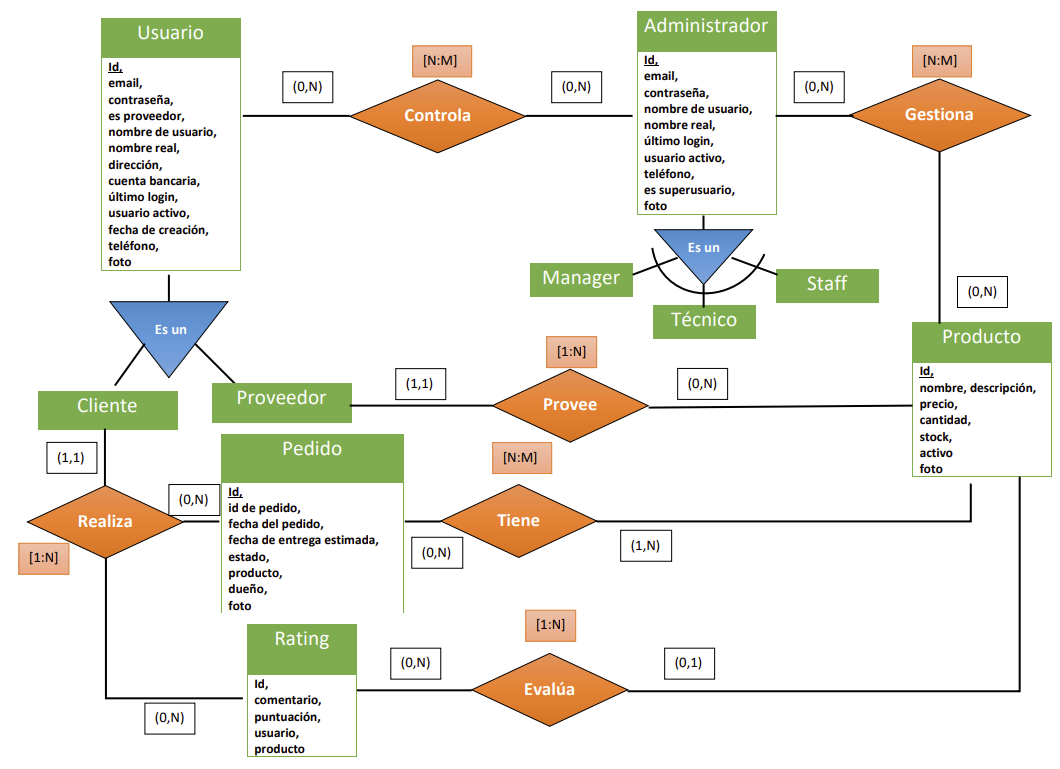 Usuario
Id,
email,
contraseña,
es proveedor,
nombre de usuario,
nombre real,
dirección,
cuenta bancaria,
último login,
usuario activo,
fecha de creación,
teléfono,
foto
(0,N)
[N:M]
Controla
(0,N)
Administrador
Id,
email,
contraseña,
nombre de usuario,
nombre real,
último login,
usuario activo,
teléfono,
es superusuario,
foto
(0,N)
[N:M]
Gestiona
(0,N)
Es un
Manager
Técnico
Staff
Es un
Cliente
Proveedor
(1,1)
[1:N]
Provee
(0,N)
Producto
Id,
nombre, descripción,
precio,
cantidad,
stock,
activo
foto
(1,1)
Realiza
[1:N]
(0,N)
Pedido
Id,
id de pedido,
fecha del pedido,
fecha de entrega estimada,
estado,
producto,
dueño,
foto
(0,N)
[N:M]
Tiene
(1,N)
(0,N)
Rating
Id,
comentario,
puntuación,
usuario,
producto
(0,N)
[1:N]
Evalúa
(0,1)